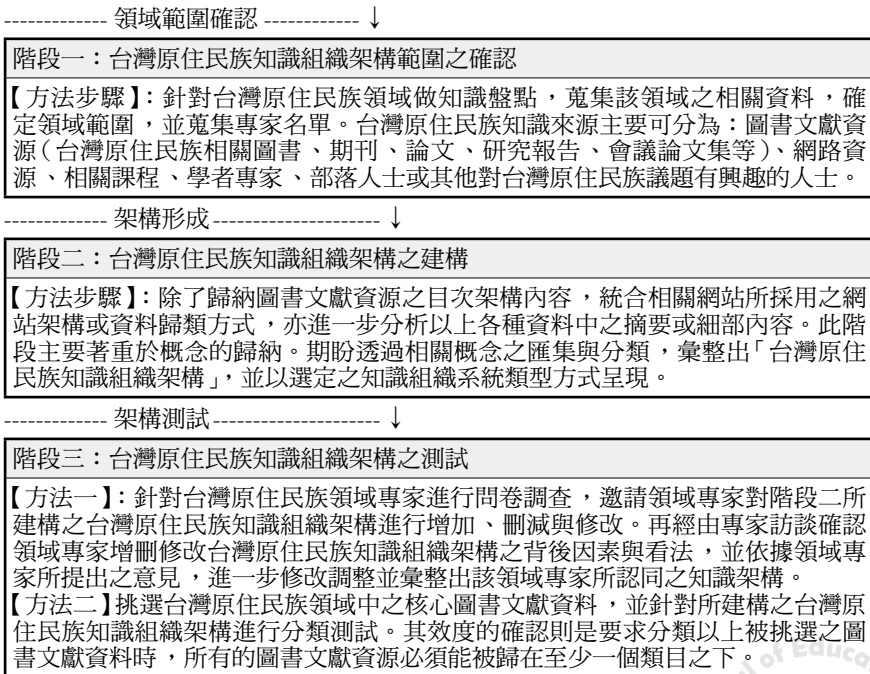 ------------- 領域範圍確認 ------------ ↓
階段一：台灣原住民族知識組織架構範圍之確認
【方法步驟】：針對台灣原住民族領域做知識盤點，蒐集該領域之相關資料，確
定領域範圍，並蒐集專家名單。台灣原住民族知識來源主要可分為：圖書文獻資
源（台灣原住民族相關圖書、期刊、論文、研究報告、會議論文集等）、網路資
源、相關課程、學者專家、部落人士或其他對台灣原住民族議題有興趣的人士。
------------- 架構形成 --------------------- ↓
階段二：台灣原住民族知識組織架構之建構
【方法步驟】：除了歸納圖書文獻資源之目次架構內容，統合相關網站所採用之網
站架構或資料歸類方式，亦進一步分析以上各種資料中之摘要或細部內容。此階
段主要著重於概念的歸納。期盼透過相關概念之匯集與分類，彙整出「台灣原住
民族知識組織架構」，並以選定之知識組織系統類型方式呈現。
------------- 架構測試 --------------------- ↓
階段三：台灣原住民族知識組織架構之測試
【方法一】：針對台灣原住民族領域專家進行問卷調查，邀請領域專家對階段二所
建構之台灣原住民族知識組織架構進行增加、刪減與修改。再經由專家訪談確認
領域專家增刪修改台灣原住民族知識組織架構之背後因素與看法，並依據領域專
家所提出之意見，進一步修改調整並彙整出該領域專家所認同之知識架構。
【方法二】挑選台灣原住民族領域中之核心圖書文獻資料，並針對所建構之台灣原
住民族知識組織架構進行分類測試。其效度的確認則是要求分類以上被挑選之圖
書文獻資料時，所有的圖書文獻資源必須能被歸在至少一個類目之下。